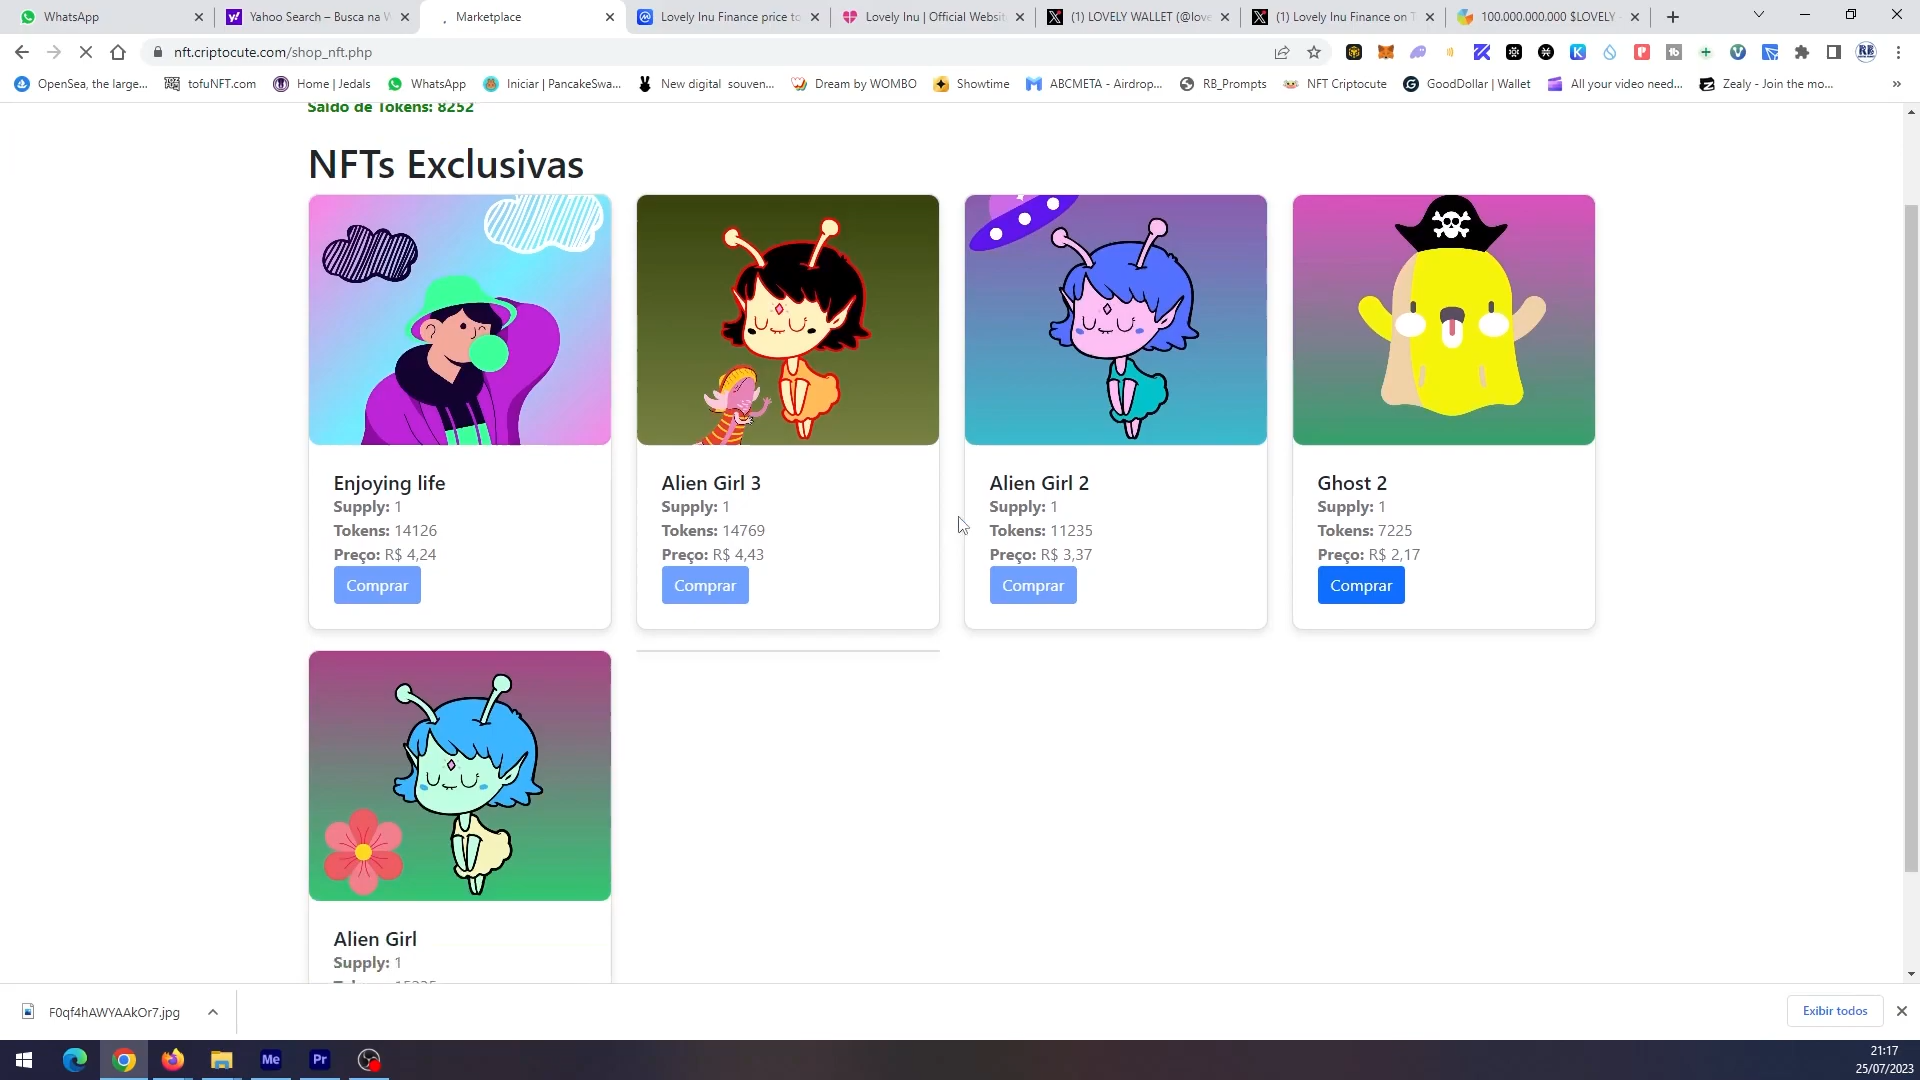 WhatsApp
Yahoo Search – Busca na W
Marketplace
Lovely Inu Finance price to
Lovely Inu | Official Websit
(1) LOVELY WALLET (@love
(1) Lovely Inu Finance on T
100.000.000.000 $LOVELY
nft.criptocute.com/shop_nft.php
OpenSea, the large...
tofuNFT.com
Home | Jedals
WhatsApp
Iniciar | PancakeSwa...
New digital souven...
Dream by WOMBO
Showtime
ABCMETA - Airdrop...
RB_Prompts
NFT Criptocute
GoodDollar | Wallet
All your video need...
Zealy - Join the mo...
Saldo de Tokens: 8252
NFTs Exclusivas
Enjoying life
Supply: 1
Tokens: 14126
Preço: R$ 4,24
Comprar
Alien Girl 3
Supply: 1
Tokens: 14769
Preço: R$ 4,43
Comprar
Alien Girl 2
Supply: 1
Tokens: 11235
Preço: R$ 3,37
Comprar
Ghost 2
Supply: 1
Tokens: 7225
Preço: R$ 2,17
Comprar
Alien Girl
Supply: 1
F0qf4hAWYAAkOr7.jpg
Exibir todos
Me
Pr
21:17
25/07/2023